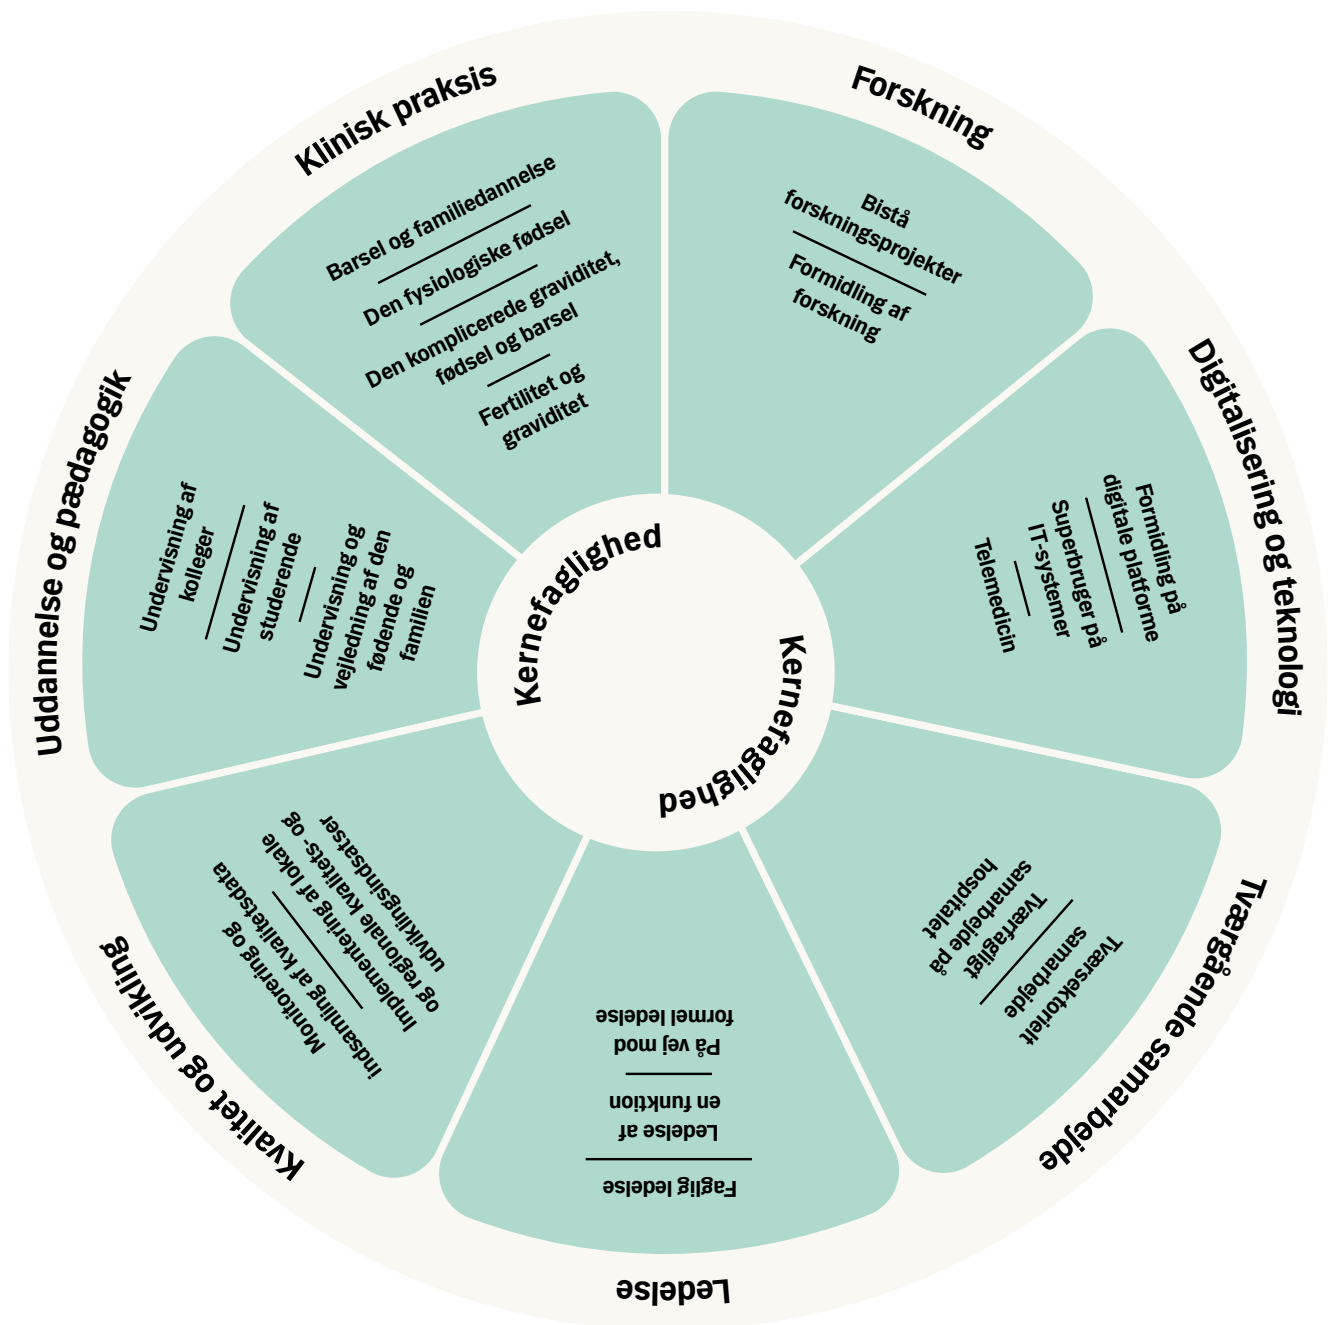 Klinisk praksis
Barsel og familiedannelse
Den fysiologiske fødsel
Den komplicerede graviditet,
fødsel og barsel
Fertilitet og
graviditet
Forskning
Bistå
forskningsprojekter
Formidling af
forskning
Digitalisering og teknologi
Formidling på
digitale platforme
Superbruger på
IT-systemer
Telemedicin
Tværgående samarbejde
Tværsektorielt
samarbejde
Tværfagligt
samarbejde på
hospitalet
Ledelse
Faglig ledelse
Ledelse af
en funktion
På vej mod
formel ledelse
Kvalitet og udvikling
Monitorering og
indsamling af kvalitetsdata
Implementering af lokale
og regionale kvalitets- og
udviklingsindsatser
Uddannelse og pædagogik
Undervisning af
kolleger
Undervisning af
studerende
Undervisning og
vejledning af den
fødende og
familien
Kernefaglighed
Kernefaglighed